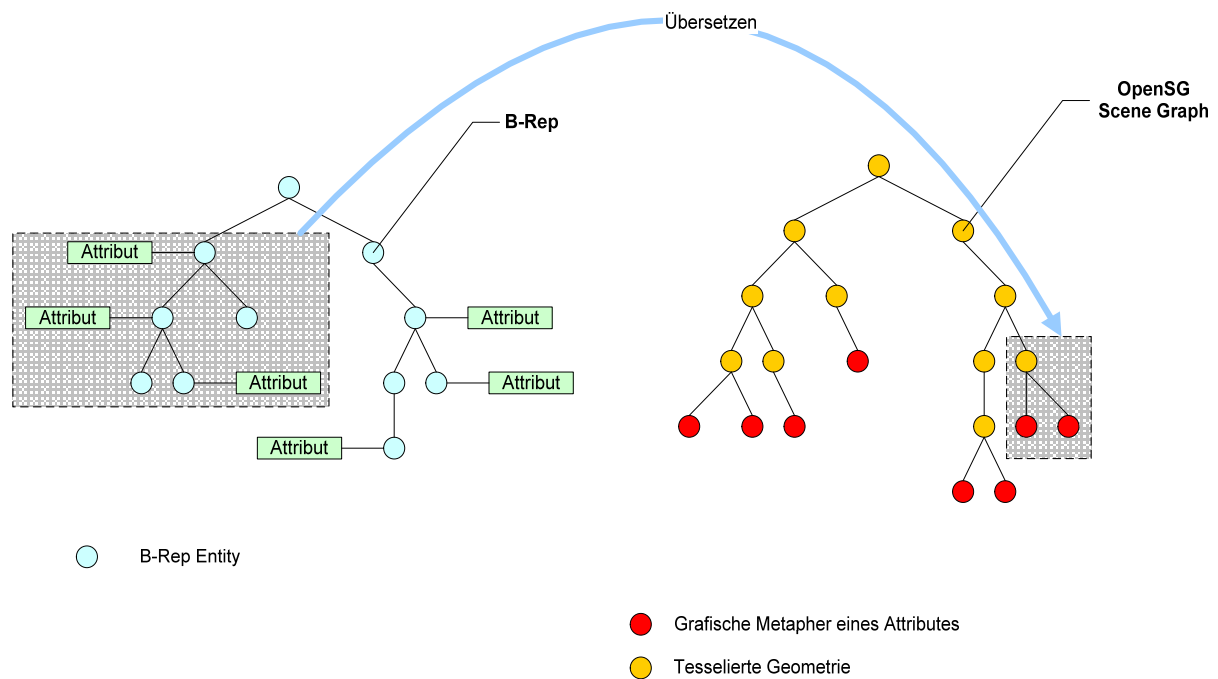 Übersetzen
OpenSG
Scene Graph
B-Rep
Attribut
Attribut
Attribut
Attribut
Attribut
Attribut
B-Rep Entity
Grafische Metapher eines Attributes
Tesselierte Geometrie